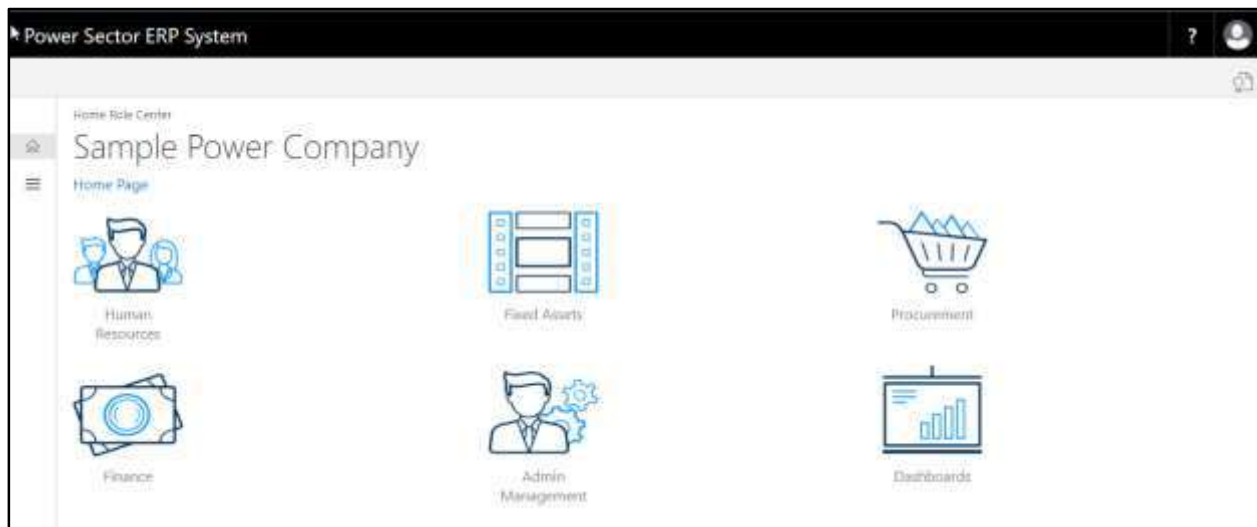 Power Sector ERP System
?
Home Role Center
Sample Power Company
Home Page
Human
Resources
Fixed Assets
Procurement
Finance
Admin
Management
Dashboards